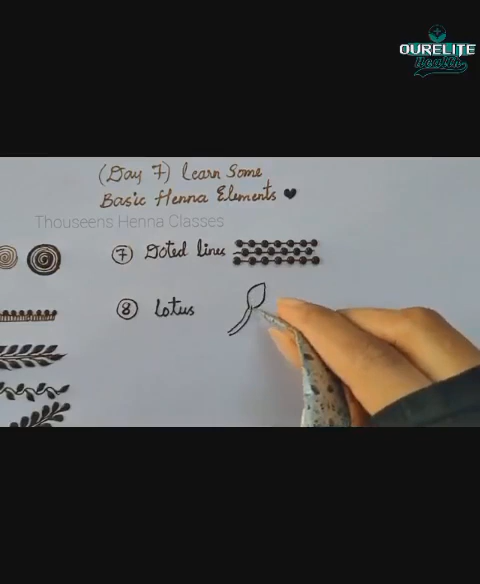 OURELITE
Health
(Day 7) Learn Some
Basic Henna Elements
Thouseens Henna Classes
7 Doted lines
8 Lotus